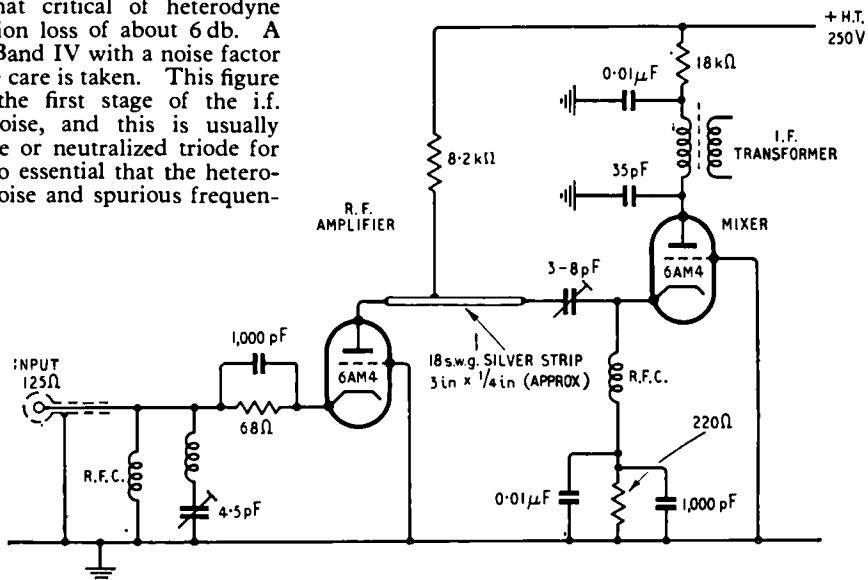 hat critical of heterodyne
ion loss of about 6 db. A
Band IV with a noise factor
care is taken. This figure
the first stage of the i.f.
oise, and this is usually
e or neutralized triode for
o essential that the hetero-
oise and spurious frequen-
+ H.T.
250V
18kΩ
0·01μF
I.F.
TRANSFORMER
8·2kΩ
35pF
R.F.
AMPLIFIER
MIXER
6AM4
3-8pF
1,000 pF
18 s.w.g. SILVER STRIP
3in × 1/4in (APPROX)
R.F.C.
INPUT
125Ω
6AM4
68Ω
220Ω
R.F.C.
4·5pF
0·01μF
1,000 pF